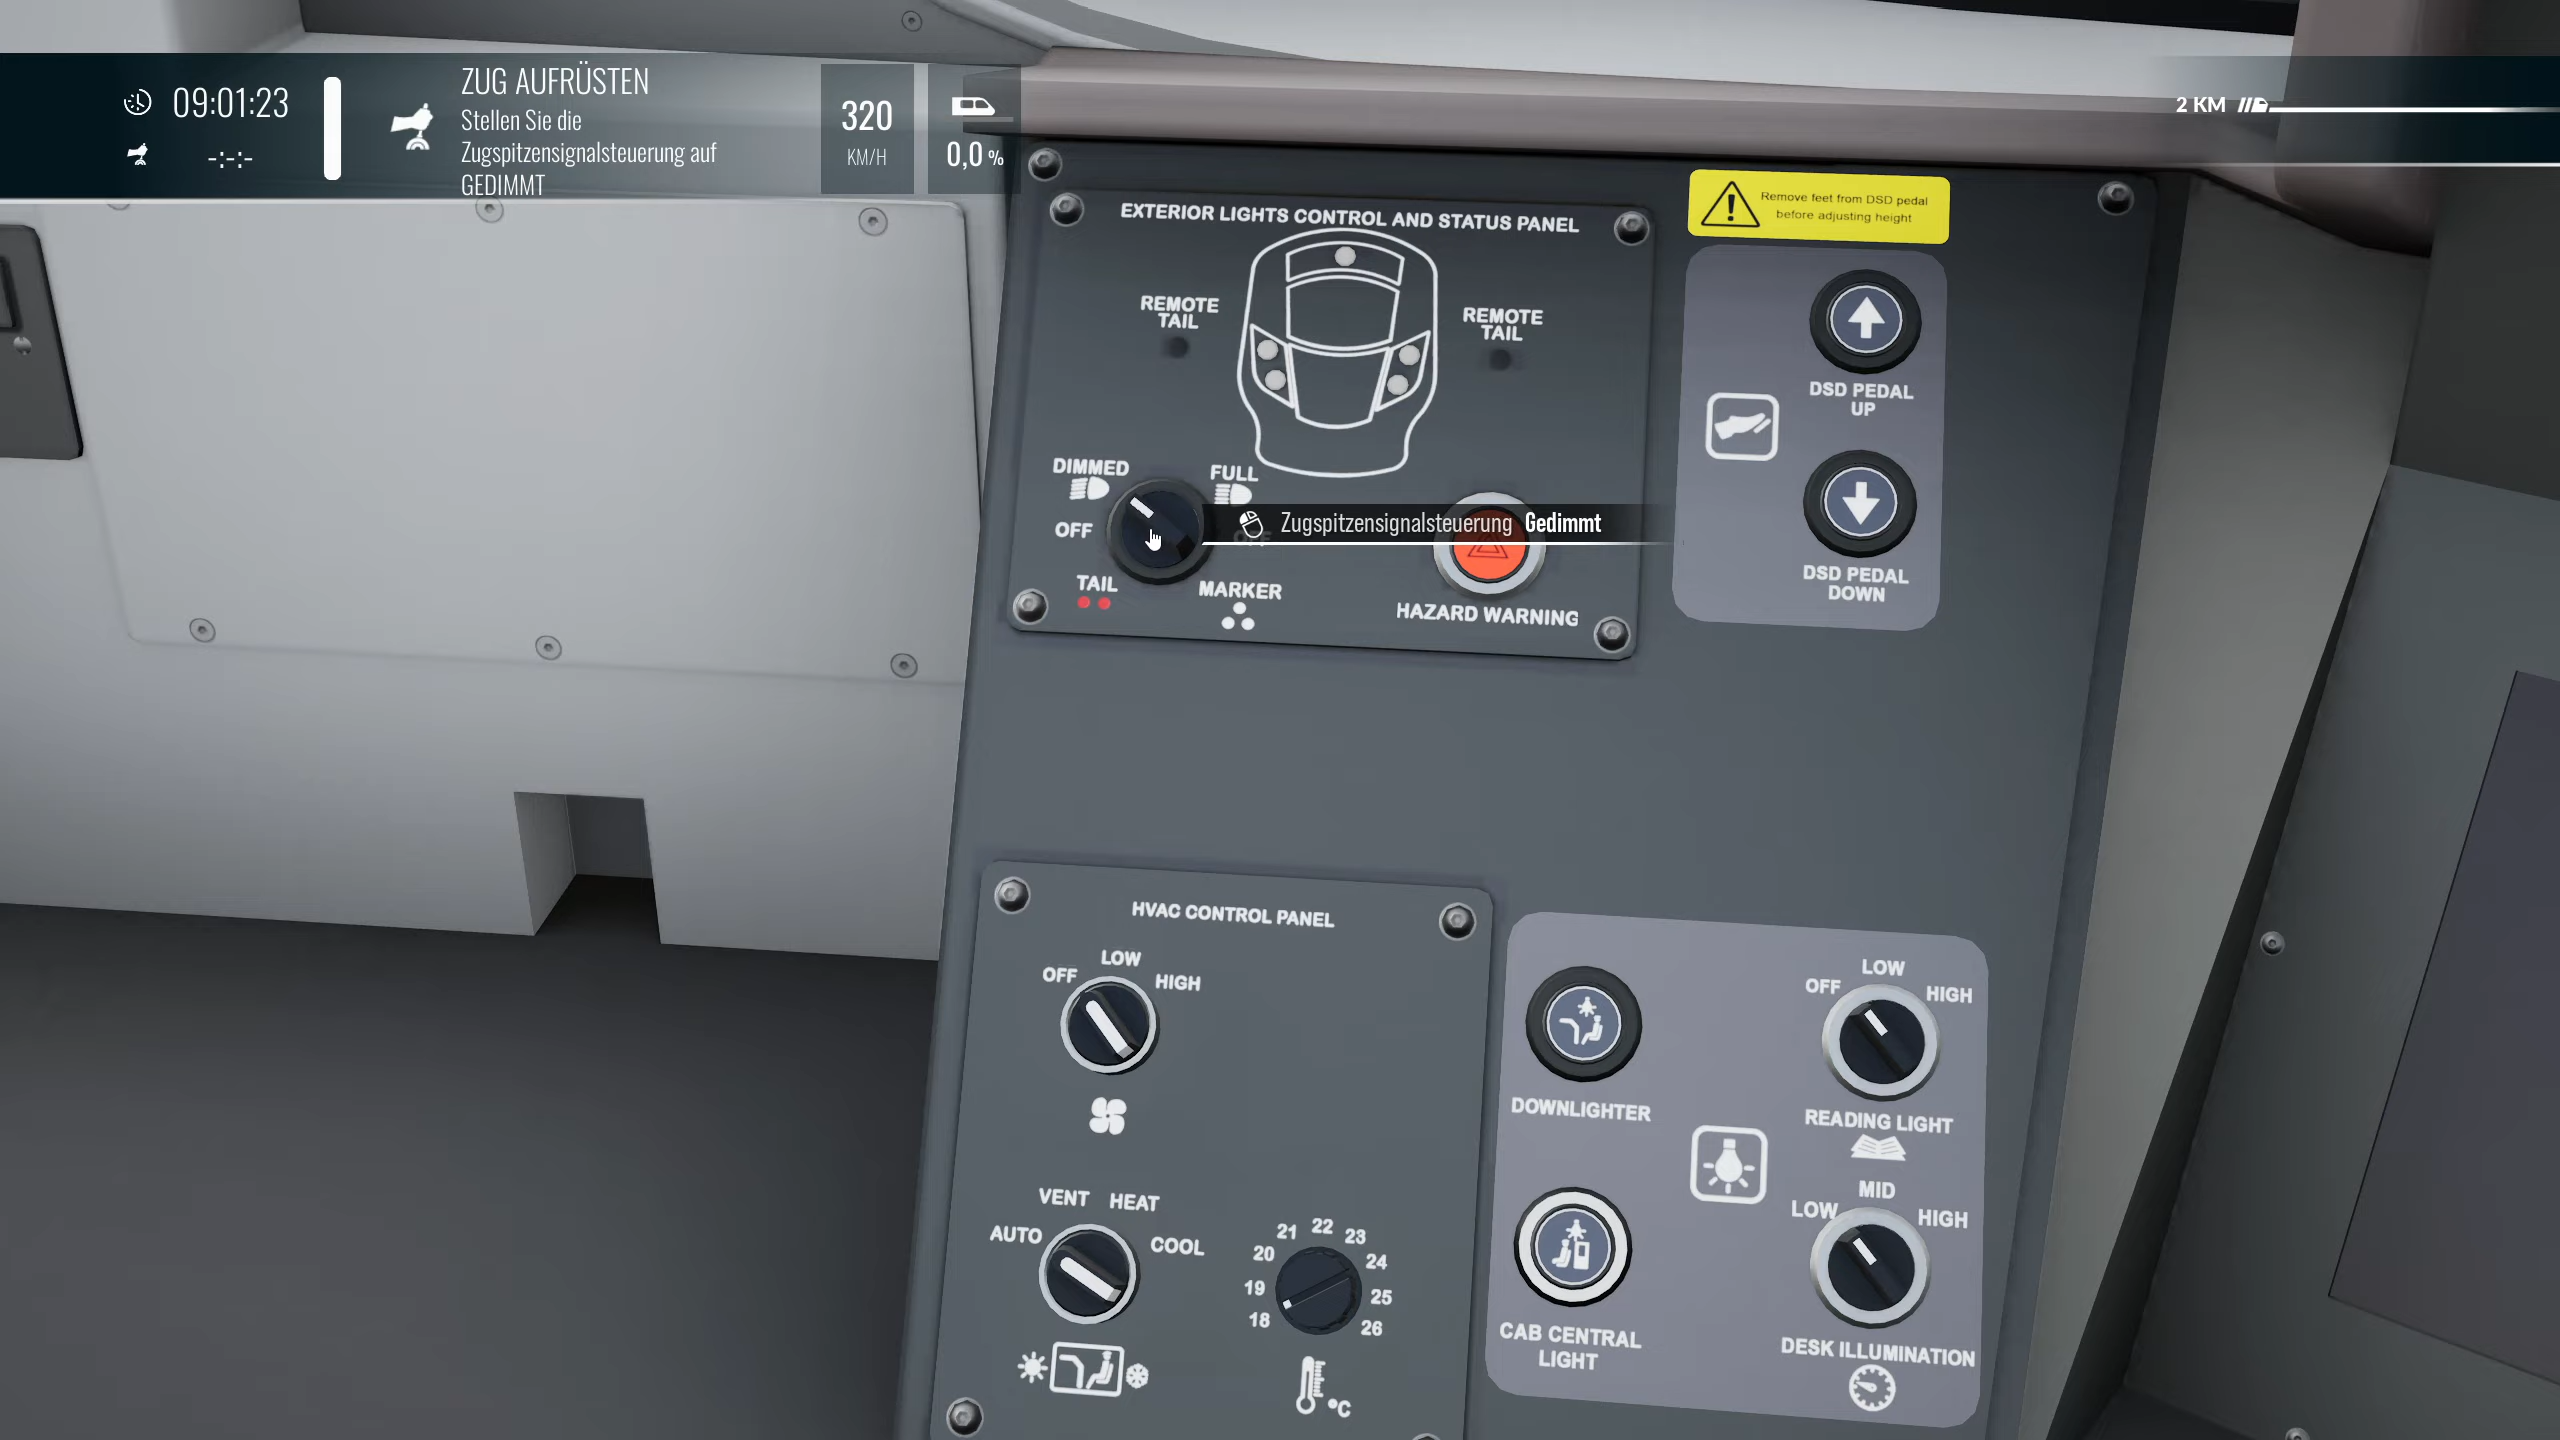 09:01:23
-:-:-
ZUG AUFRÜSTEN
Stellen Sie die
Zugspitzensignalsteuerung auf
GEDIMMT
320
KM/H
0,0 %
2 KM
EXTERIOR LIGHTS CONTROL AND STATUS PANEL
REMOTE
TAIL
REMOTE
TAIL
DIMMED
FULL
OFF
OFF
TAIL
MARKER
Zugspitzensignalsteuerung Gedimmt
HAZARD WARNING
Remove feet from DSD pedal
before adjusting height
DSD PEDAL
UP
DSD PEDAL
DOWN
HVAC CONTROL PANEL
OFF
LOW
HIGH
AUTO
VENT
HEAT
COOL
18
19
20
21
22
23
24
25
26
°C
DOWNLIGHTER
OFF
LOW
HIGH
READING LIGHT
CAB CENTRAL
LIGHT
LOW
MID
HIGH
DESK ILLUMINATION